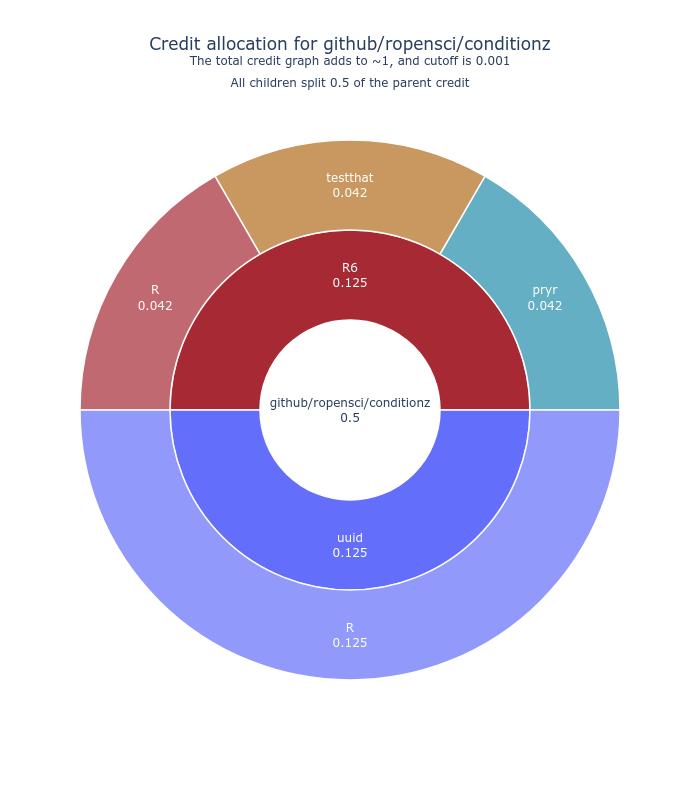 Credit allocation for github/ropensci/conditionz
The total credit graph adds to ~1, and cutoff is 0.001
All children split 0.5 of the parent credit
testthat
0.042
R6
0.125
R
0.042
pryr
0.042
github/ropensci/conditionz
0.5
uuid
0.125
R
0.125